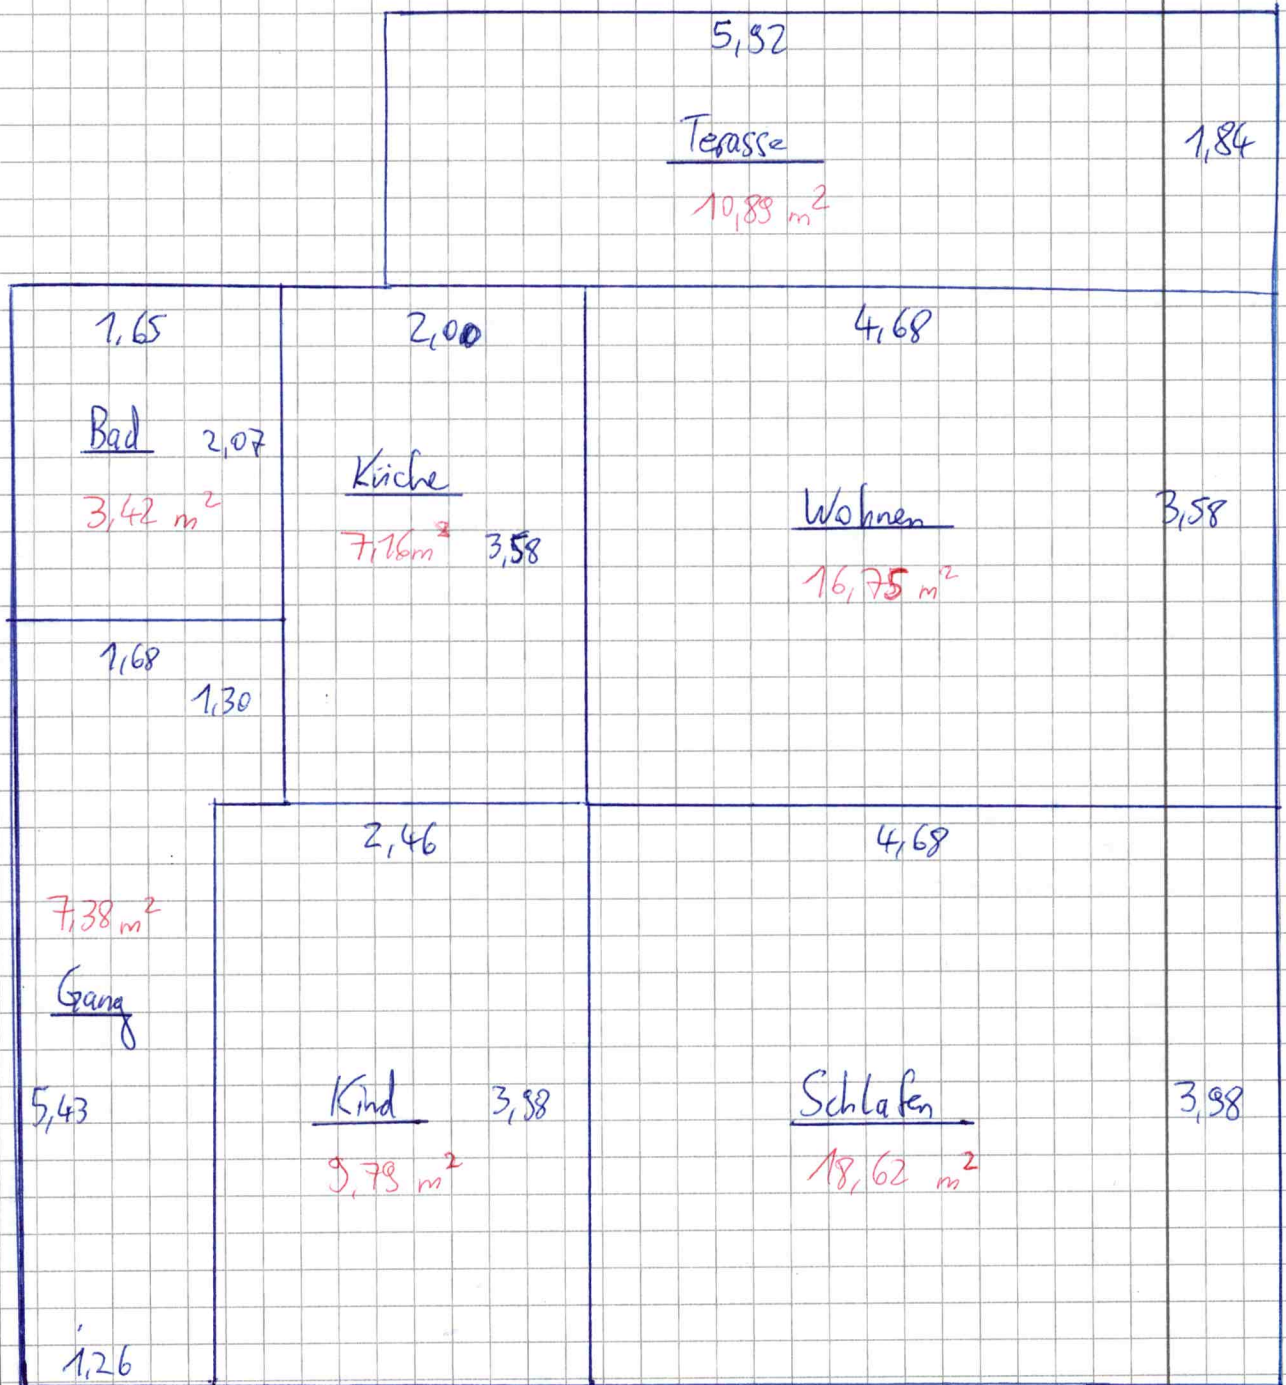 5,92
Terasse
1,84
10,89 m²
1,65
2,00
4,68
Bad
2,07
3,42 m²
Küche
7,16m²
3,58
Wohnen
3,58
16,75 m²
1,68
1,30
2,46
4,68
7,38 m²
Gang
5,43
1,26
Kind
3,98
9,79 m²
Schlafen
3,98
18,62 m²